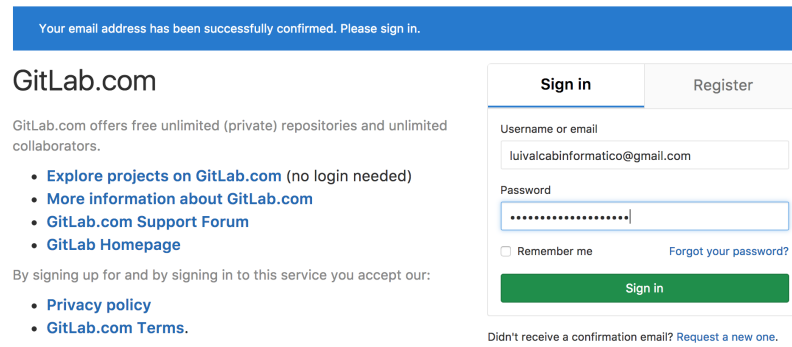 Your email address has been successfully confirmed. Please sign in.
GitLab.com
GitLab.com offers free unlimited (private) repositories and unlimited
collaborators.
• Explore projects on GitLab.com (no login needed)
• More information about GitLab.com
• GitLab.com Support Forum
• GitLab Homepage
By signing up for and by signing in to this service you accept our:
• Privacy policy
• GitLab.com Terms.
Sign in
Register
Username or email
luivalcabinformatico@gmail.com
Password
••••••••••••••••••••
Remember me
Forgot your password?
Sign in
Didn't receive a confirmation email? Request a new one.